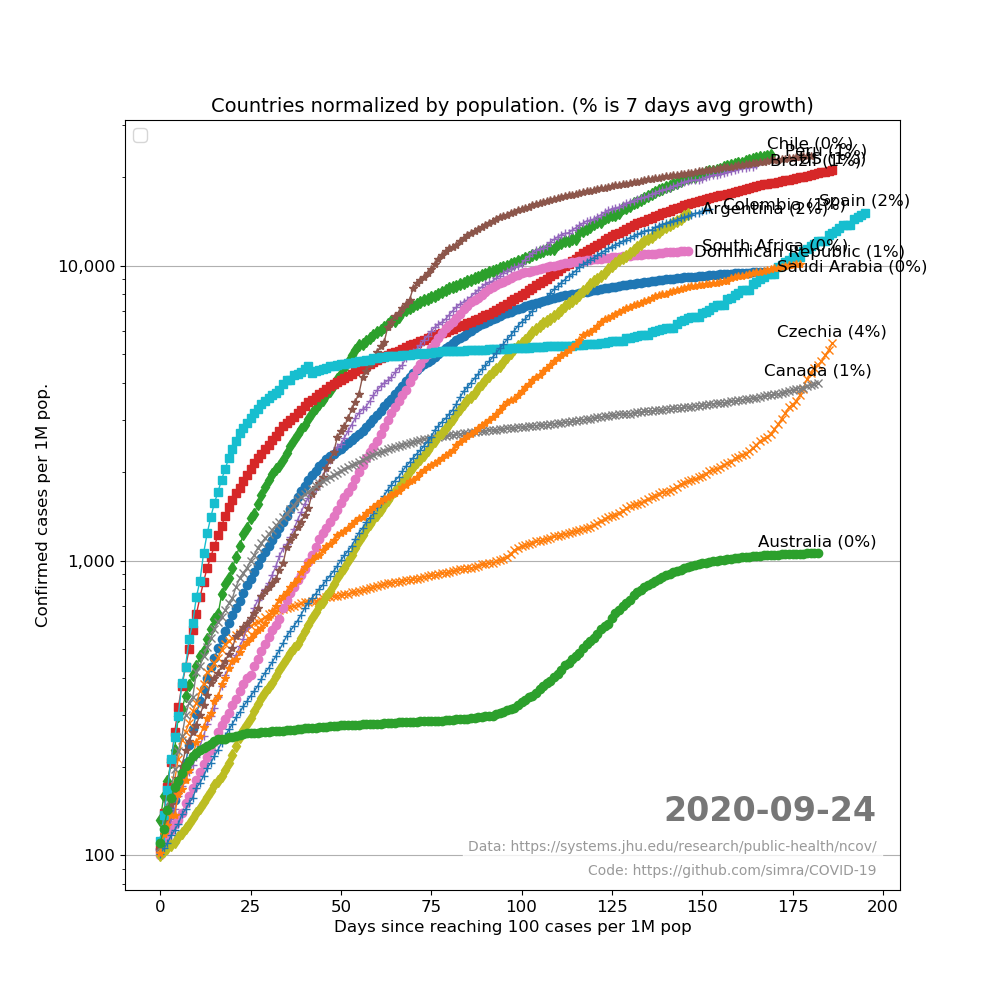 Countries normalized by population. (% is 7 days avg growth)
Chile (0%)
Peru (1%)
Brazil (1%)
US (1%)
Spain (2%)
Colombia (1%)
Argentina (2%)
South Africa (0%)
Dominican Republic (1%)
Saudi Arabia (0%)
Czechia (4%)
Canada (1%)
Australia (0%)
10,000
1,000
100
Confirmed cases per 1M pop.
2020-09-24
Data: https://systems.jhu.edu/research/public-health/ncov/
Code: https://github.com/simra/COVID-19
0 25 50 75 100 125 150 175 200
Days since reaching 100 cases per 1M pop